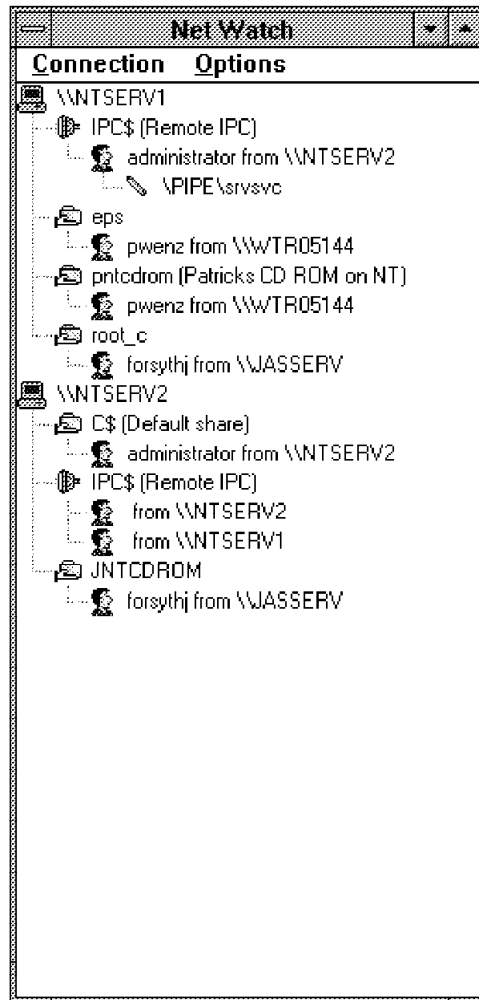 Net Watch
Connection Options
\\NTSERV1
IPC$ (Remote IPC)
administrator from \\NTSERV2
\PIPE\srvsvc
eps
pwenz from \\WTR05144
pntcdrom (Patricks CD ROM on NT)
pwenz from \\WTR05144
root_c
forsythj from \\JASSERV
\\NTSERV2
C$ (Default share)
administrator from \\NTSERV2
IPC$ (Remote IPC)
from \\NTSERV2
from \\NTSERV1
JNTCDROM
forsythj from \\JASSERV